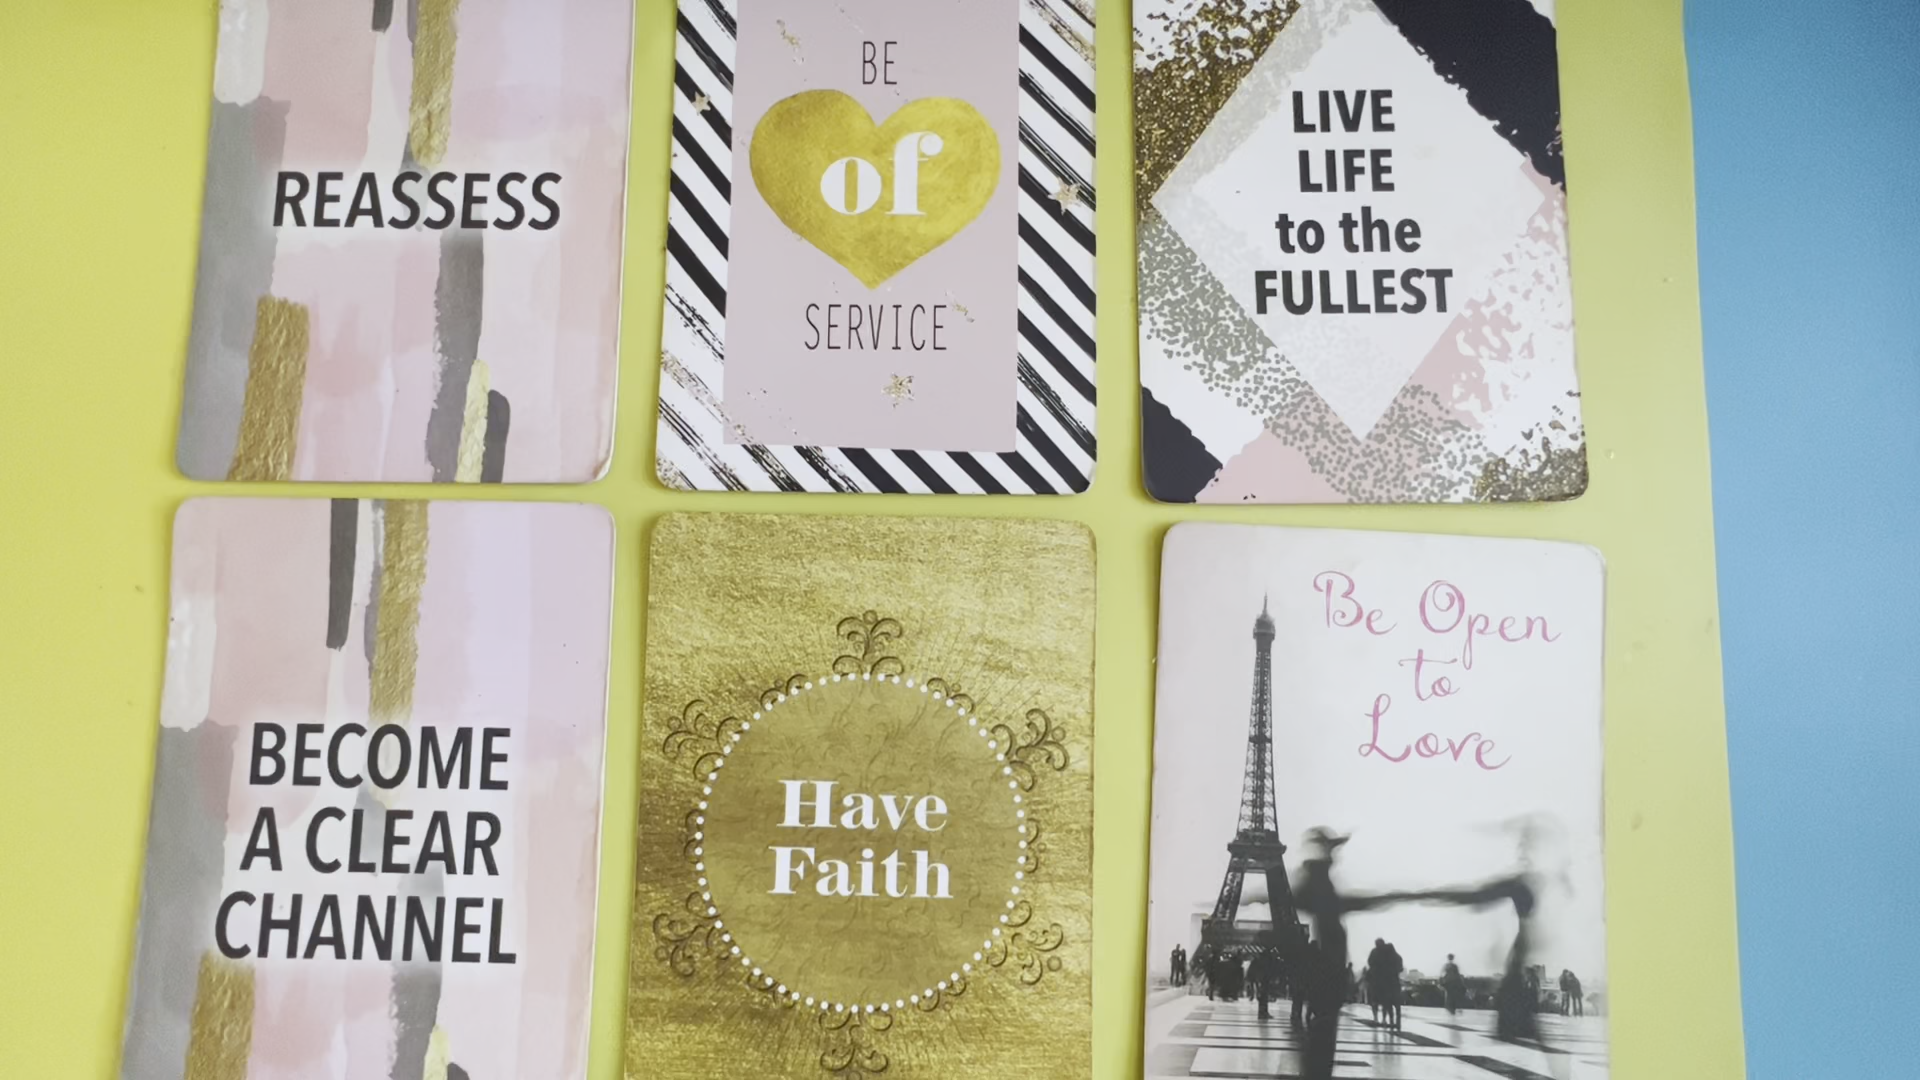 REASSESS
BE
of
SERVICE
LIVE
LIFE
to the
FULLEST
BECOME
A CLEAR
CHANNEL
Have
Faith
Be Open
to
Love